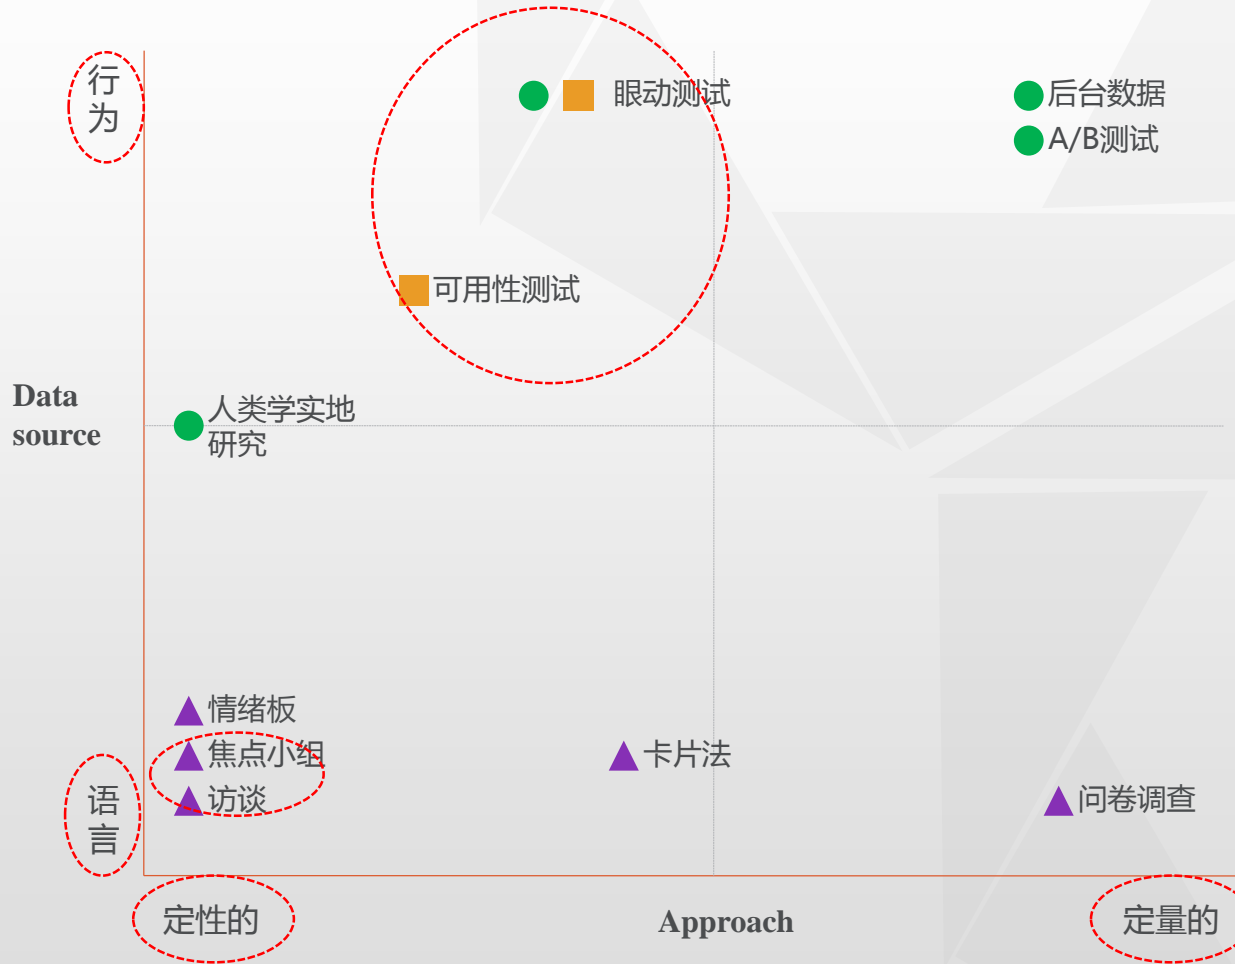 行
为
眼动测试
后台数据
A/B测试
可用性测试
Data
source
人类学实地
研究
情绪板
焦点小组
卡片法
语
言
访谈
问卷调查
定性的
Approach
定量的